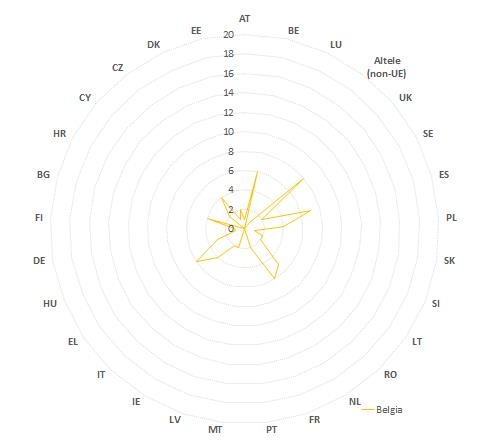 AT
EE
BE
DK
LU
CZ
Altele
(non-UE)
CY
UK
HR
SE
BG
ES
FI
PL
DE
SK
HU
SI
EL
LT
IT
RO
IE
NL
LV
FR
MT
PT
20
18
16
14
12
10
8
6
4
2
0
Belgia